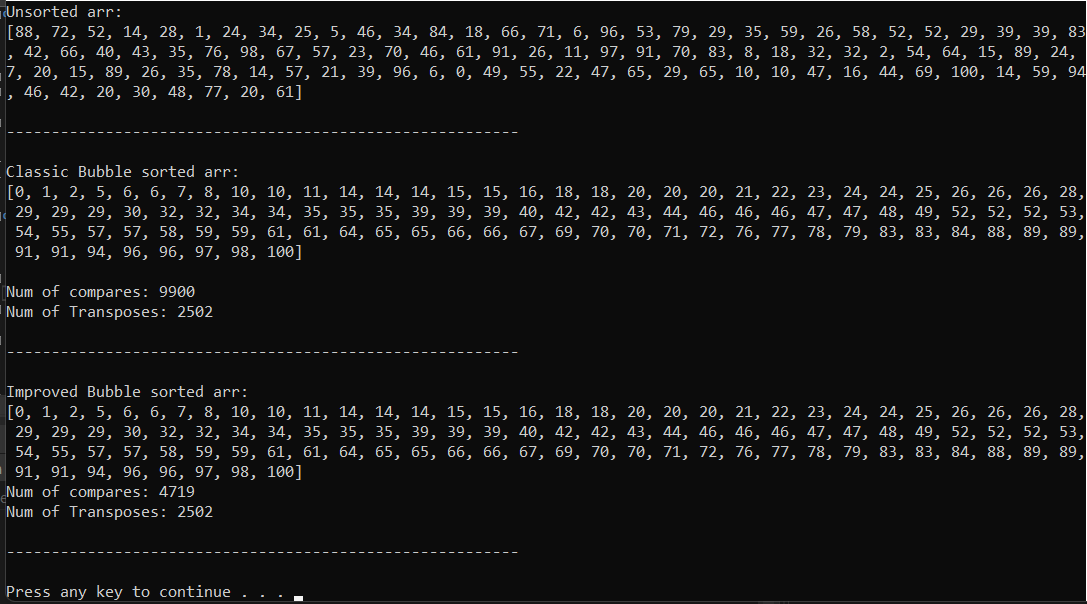 Unsorted arr:
[88, 72, 52, 14, 28, 1, 24, 34, 25, 5, 46, 34, 84, 18, 66, 71, 6, 96, 53, 79, 29, 35, 59, 26, 58, 52, 52, 29, 39, 39, 83
, 42, 66, 40, 43, 35, 76, 98, 67, 57, 23, 70, 46, 61, 91, 26, 11, 97, 91, 70, 83, 8, 18, 32, 32, 2, 54, 64, 15, 89, 24,
7, 20, 15, 89, 26, 35, 78, 14, 57, 21, 39, 96, 6, 0, 49, 55, 22, 47, 65, 29, 65, 10, 10, 47, 16, 44, 69, 100, 14, 59, 94
, 46, 42, 20, 30, 48, 77, 20, 61]
---------------------------------------------------------
Classic Bubble sorted arr:
[0, 1, 2, 5, 6, 6, 7, 8, 10, 10, 11, 14, 14, 14, 15, 15, 16, 18, 18, 20, 20, 20, 21, 22, 23, 24, 24, 25, 26, 26, 26, 28,
29, 29, 29, 30, 32, 32, 34, 34, 35, 35, 35, 39, 39, 39, 40, 42, 42, 43, 44, 46, 46, 46, 47, 47, 48, 49, 52, 52, 52, 53,
54, 55, 57, 57, 58, 59, 59, 61, 61, 64, 65, 65, 66, 66, 67, 69, 70, 70, 71, 72, 76, 77, 78, 79, 83, 83, 84, 88, 89, 89,
91, 91, 94, 96, 96, 97, 98, 100]
Num of compares: 9900
Num of Transposes: 2502
---------------------------------------------------------
Improved Bubble sorted arr:
[0, 1, 2, 5, 6, 6, 7, 8, 10, 10, 11, 14, 14, 14, 15, 15, 16, 18, 18, 20, 20, 20, 21, 22, 23, 24, 24, 25, 26, 26, 26, 28,
29, 29, 29, 30, 32, 32, 34, 34, 35, 35, 35, 39, 39, 39, 40, 42, 42, 43, 44, 46, 46, 46, 47, 47, 48, 49, 52, 52, 52, 53,
54, 55, 57, 57, 58, 59, 59, 61, 61, 64, 65, 65, 66, 66, 67, 69, 70, 70, 71, 72, 76, 77, 78, 79, 83, 83, 84, 88, 89, 89,
91, 91, 94, 96, 96, 97, 98, 100]
Num of compares: 4719
Num of Transposes: 2502
---------------------------------------------------------
Press any key to continue . . .